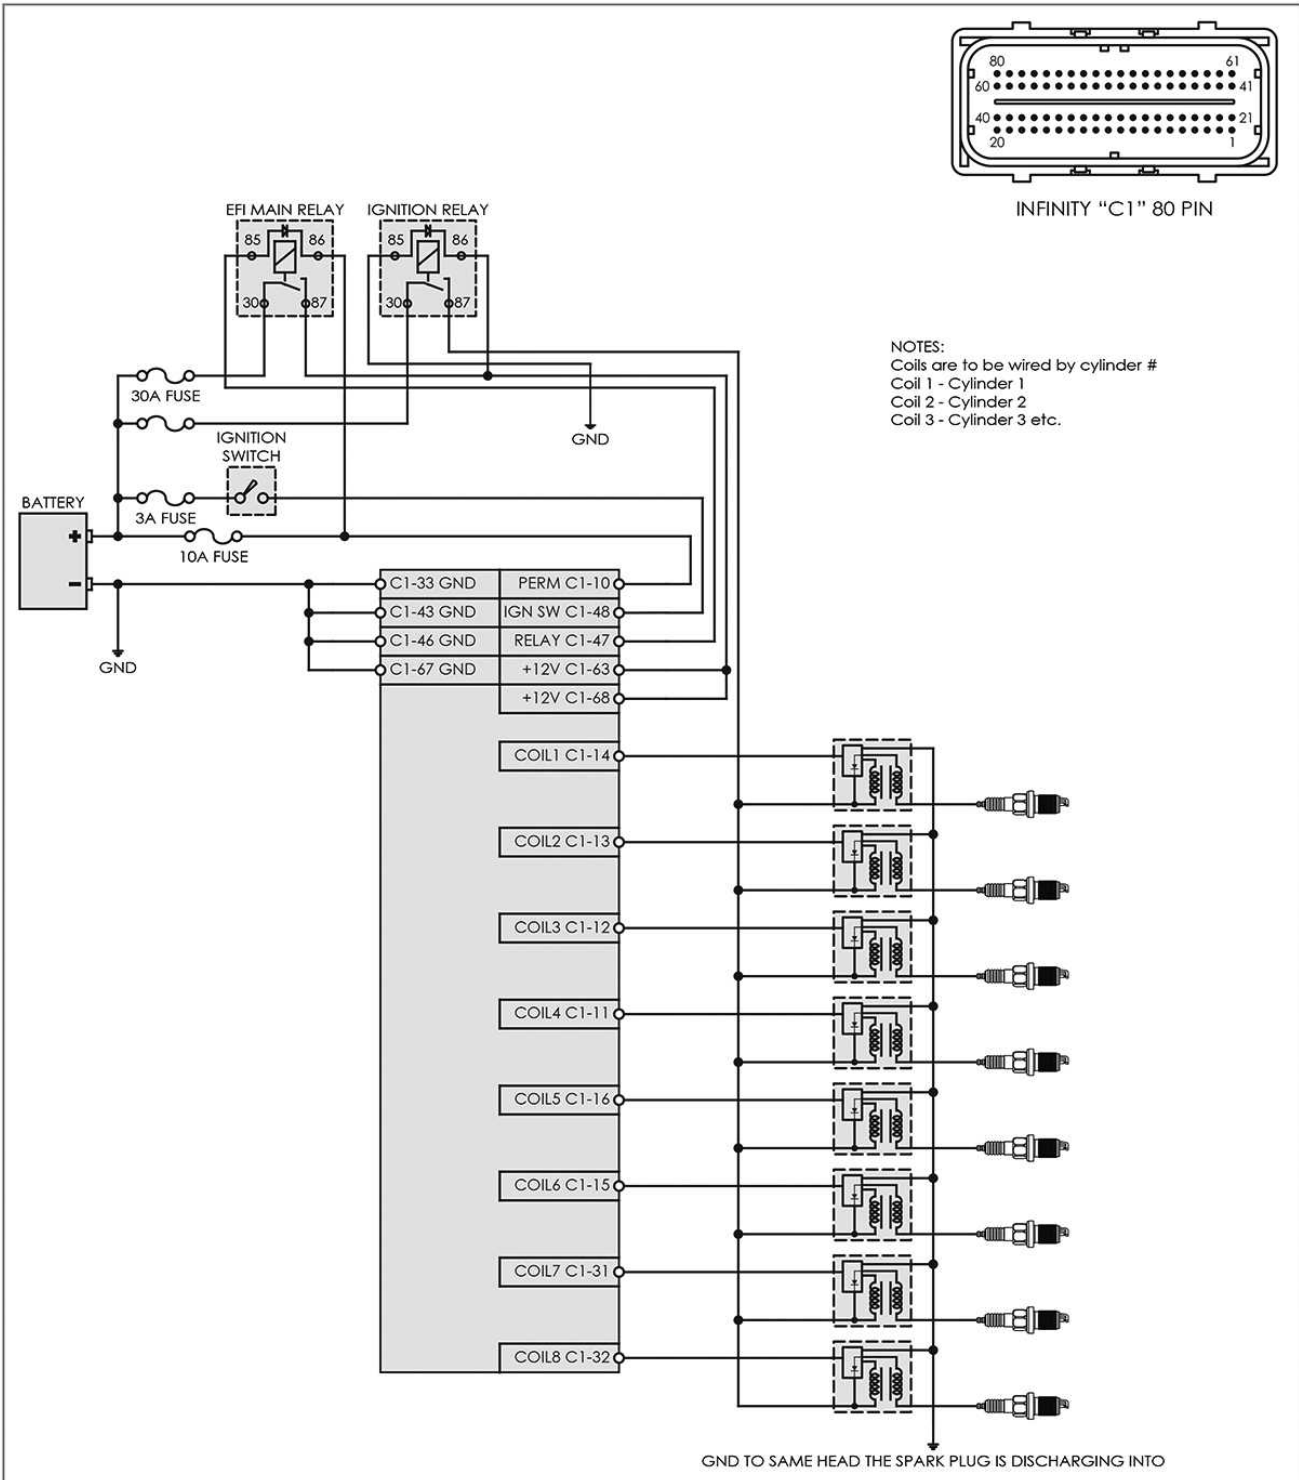 80
61
60
41
40
21
20
1
INFINITY "C1" 80 PIN
EFI MAIN RELAY
IGNITION RELAY
85
86
85
86
30
87
30
87
NOTES:
Coils are to be wired by cylinder #
Coil 1 - Cylinder 1
Coil 2 - Cylinder 2
Coil 3 - Cylinder 3 etc.
30A FUSE
GND
IGNITION
SWITCH
BATTERY
3A FUSE
+
10A FUSE
-
GND
C1-33 GND
PERM C1-10
C1-43 GND
IGN SW C1-48
C1-46 GND
RELAY C1-47
C1-67 GND
+12V C1-63
+12V C1-68
COIL1 C1-14
COIL2 C1-13
COIL3 C1-12
COIL4 C1-11
COIL5 C1-16
COIL6 C1-15
COIL7 C1-31
COIL8 C1-32
GND TO SAME HEAD THE SPARK PLUG IS DISCHARGING INTO